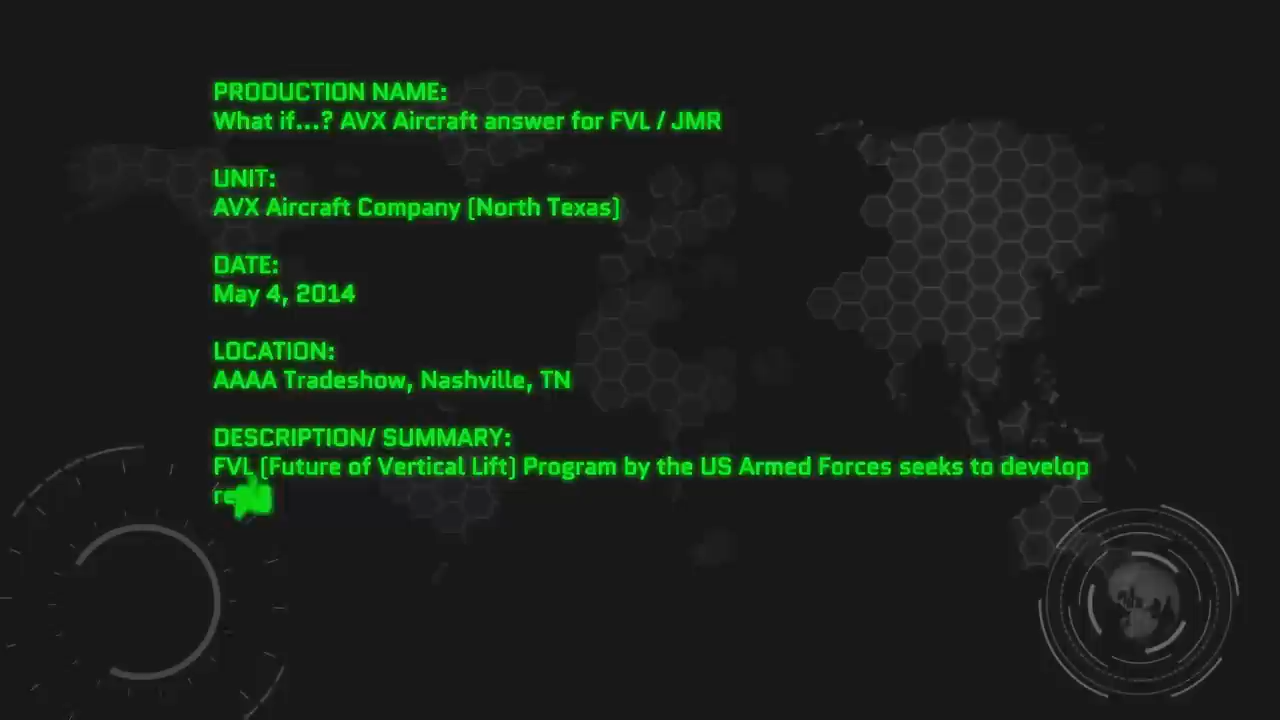 PRODUCTION NAME:
What if...? AVX Aircraft answer for FVL / JMR
UNIT:
AVX Aircraft Company (North Texas)
DATE:
May 4, 2014
LOCATION:
AAAA Tradeshow, Nashville, TN
DESCRIPTION/ SUMMARY:
FVL (Future of Vertical Lift) Program by the US Armed Forces seeks to develop